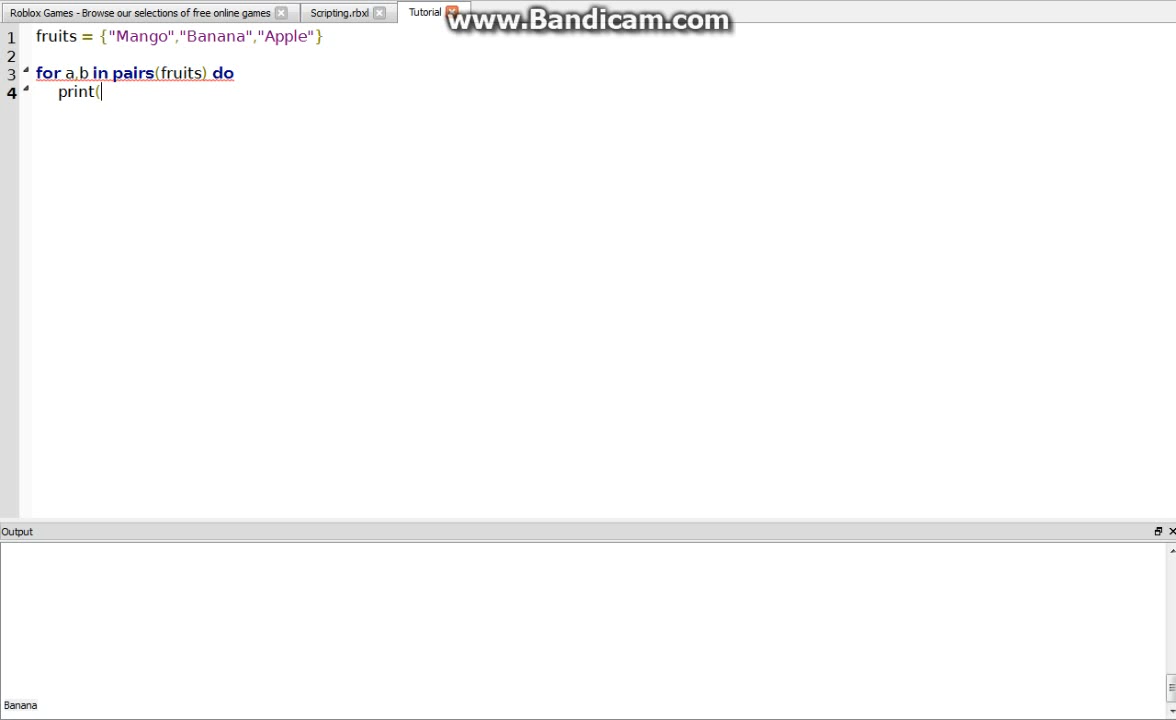 Roblox Games - Browse our selections of free online games
Scripting.rbxl
Tutorial
www.Bandicam.com
1 fruits = {"Mango","Banana","Apple"}
2
3 for a,b in pairs(fruits) do
4 print(
Output
Banana